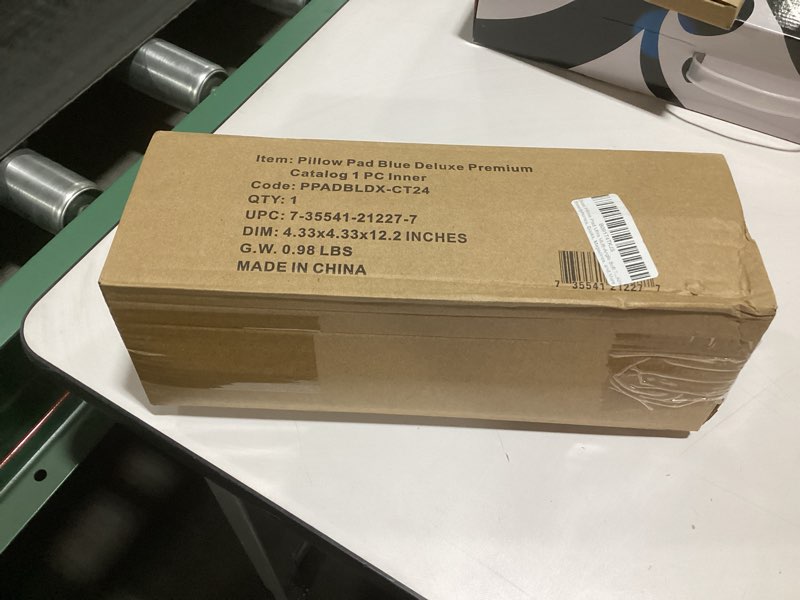 Item: Pillow Pad Blue Deluxe Premium
Catalog 1 PC Inner
Code: PPADBLDX-CT24
QTY: 1
UPC: 7-35541-21227-7
DIM: 4.33x4.33x12.2 INCHES
G.W. 0.98 LBS
MADE IN CHINA
7 35541 21227 7